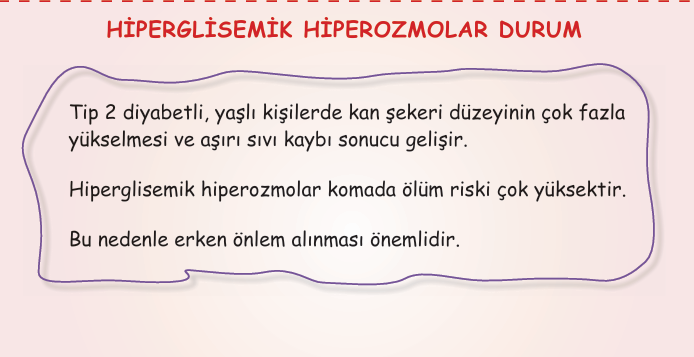 HİPERGLİSEMİK HİPEROZMOLAR DURUM
Tip 2 diyabetli, yaşlı kişilerde kan şekeri düzeyinin çok fazla
yükselmesi ve aşırı sıvı kaybı sonucu gelişir.
Hiperglisemik hiperozmolar komada ölüm riski çok yüksektir.
Bu nedenle erken önlem alınması önemlidir.